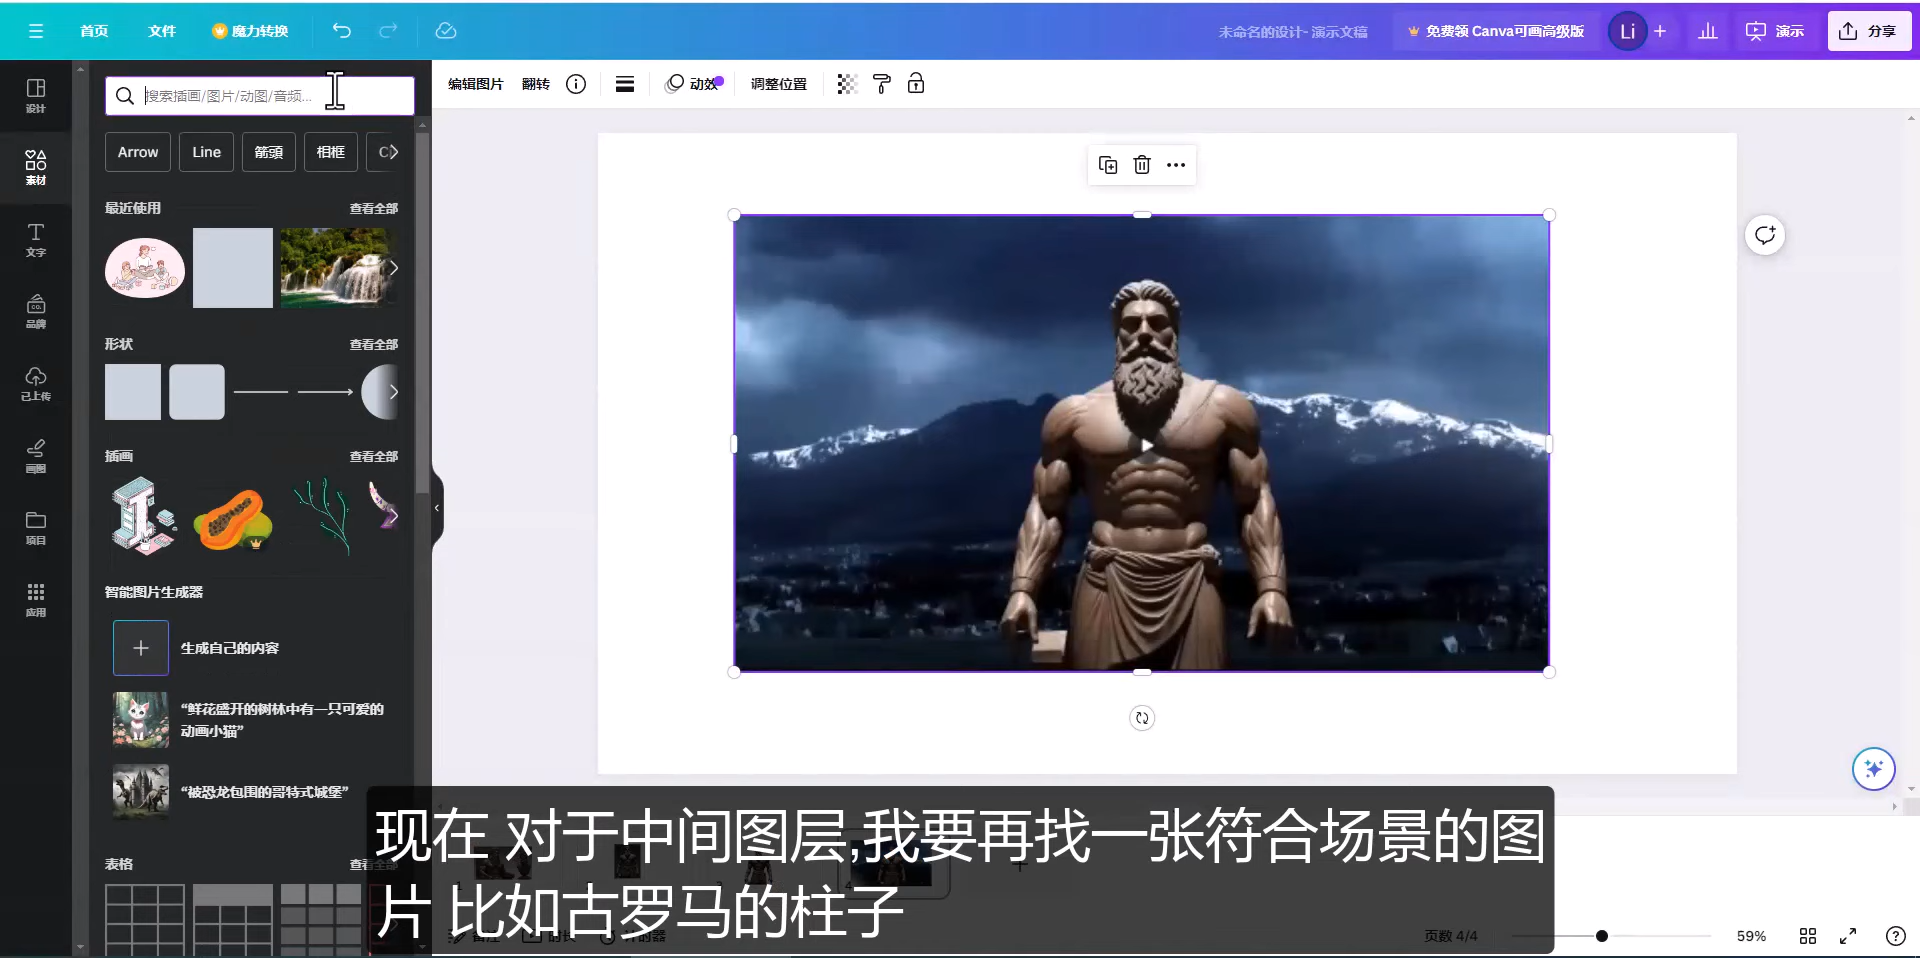 首页 文件 魔力转换 未命名的设计- 演示文稿 免费领 Canva可画高级版 Li 演示 分享
设计
素材
文字
品牌
已上传
画图
项目
应用
搜索插画/图片/动图/音频...
Arrow Line 箭頭 相框 C
最近使用 查看全部
形状 查看全部
插画 查看全部
智能图片生成器
生成自己的内容
“鲜花盛开的树林中有一只可爱的
动画小猫”
“被恐龙包围的哥特式城堡”
表格 查看全部
编辑图片 翻转 动效 调整位置
现在 对于中间图层,我要再找一张符合场景的图
片 比如古罗马的柱子
页数 4/4 59%